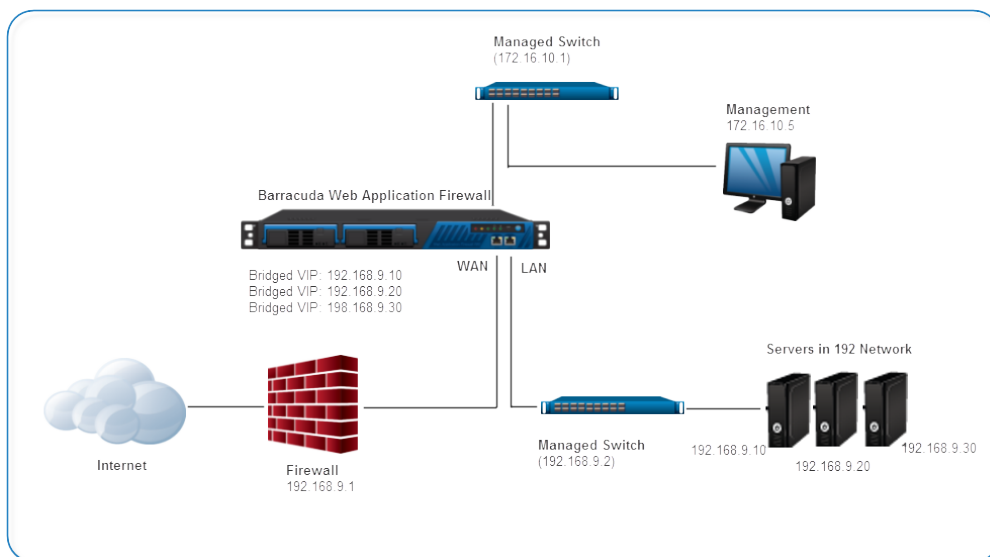 Managed Switch
(172.16.10.1)
Management
172.16.10.5
Barracuda Web Application Firewall
WAN
LAN
Bridged VIP: 192.168.9.10
Bridged VIP: 192.168.9.20
Bridged VIP: 198.168.9.30
Servers in 192 Network
Internet
Firewall
192.168.9.1
Managed Switch
(192.168.9.2)
192.168.9.10
192.168.9.20
192.168.9.30